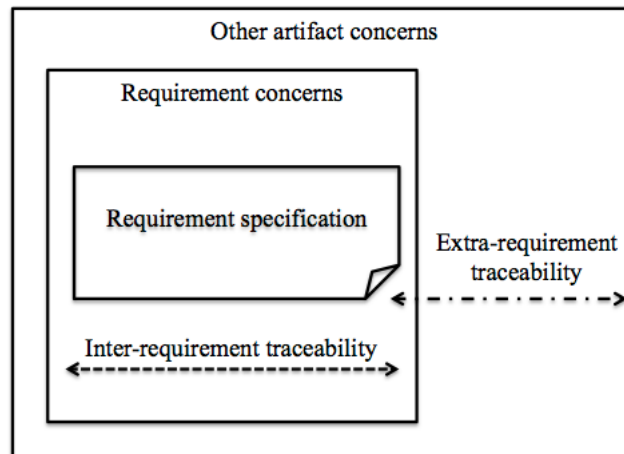 Other artifact concerns
Requirement concerns
Requirement specification
Extra-requirement
traceability
Inter-requirement traceability